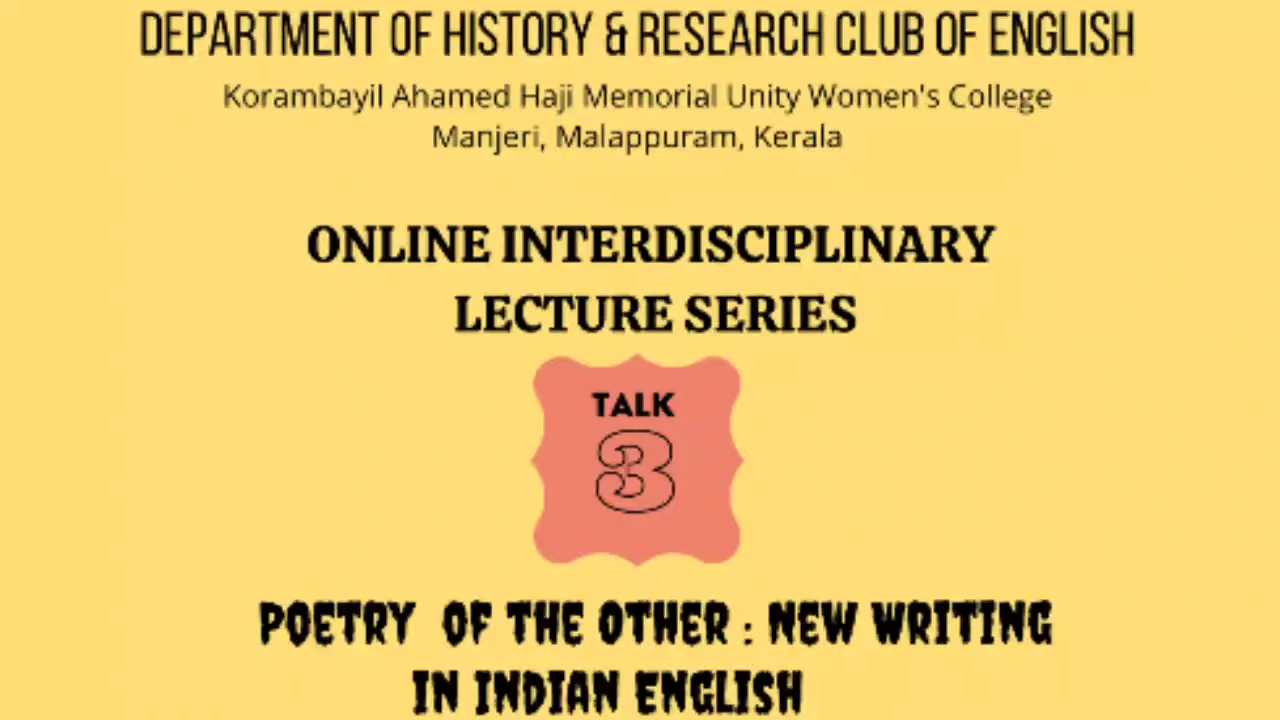 DEPARTMENT OF HISTORY & RESEARCH CLUB OF ENGLISH
Korambayil Ahamed Haji Memorial Unity Women's College
Manjeri, Malappuram, Kerala
ONLINE INTERDISCIPLINARY
LECTURE SERIES
TALK
3
POETRY OF THE OTHER : NEW WRITING
IN INDIAN ENGLISH